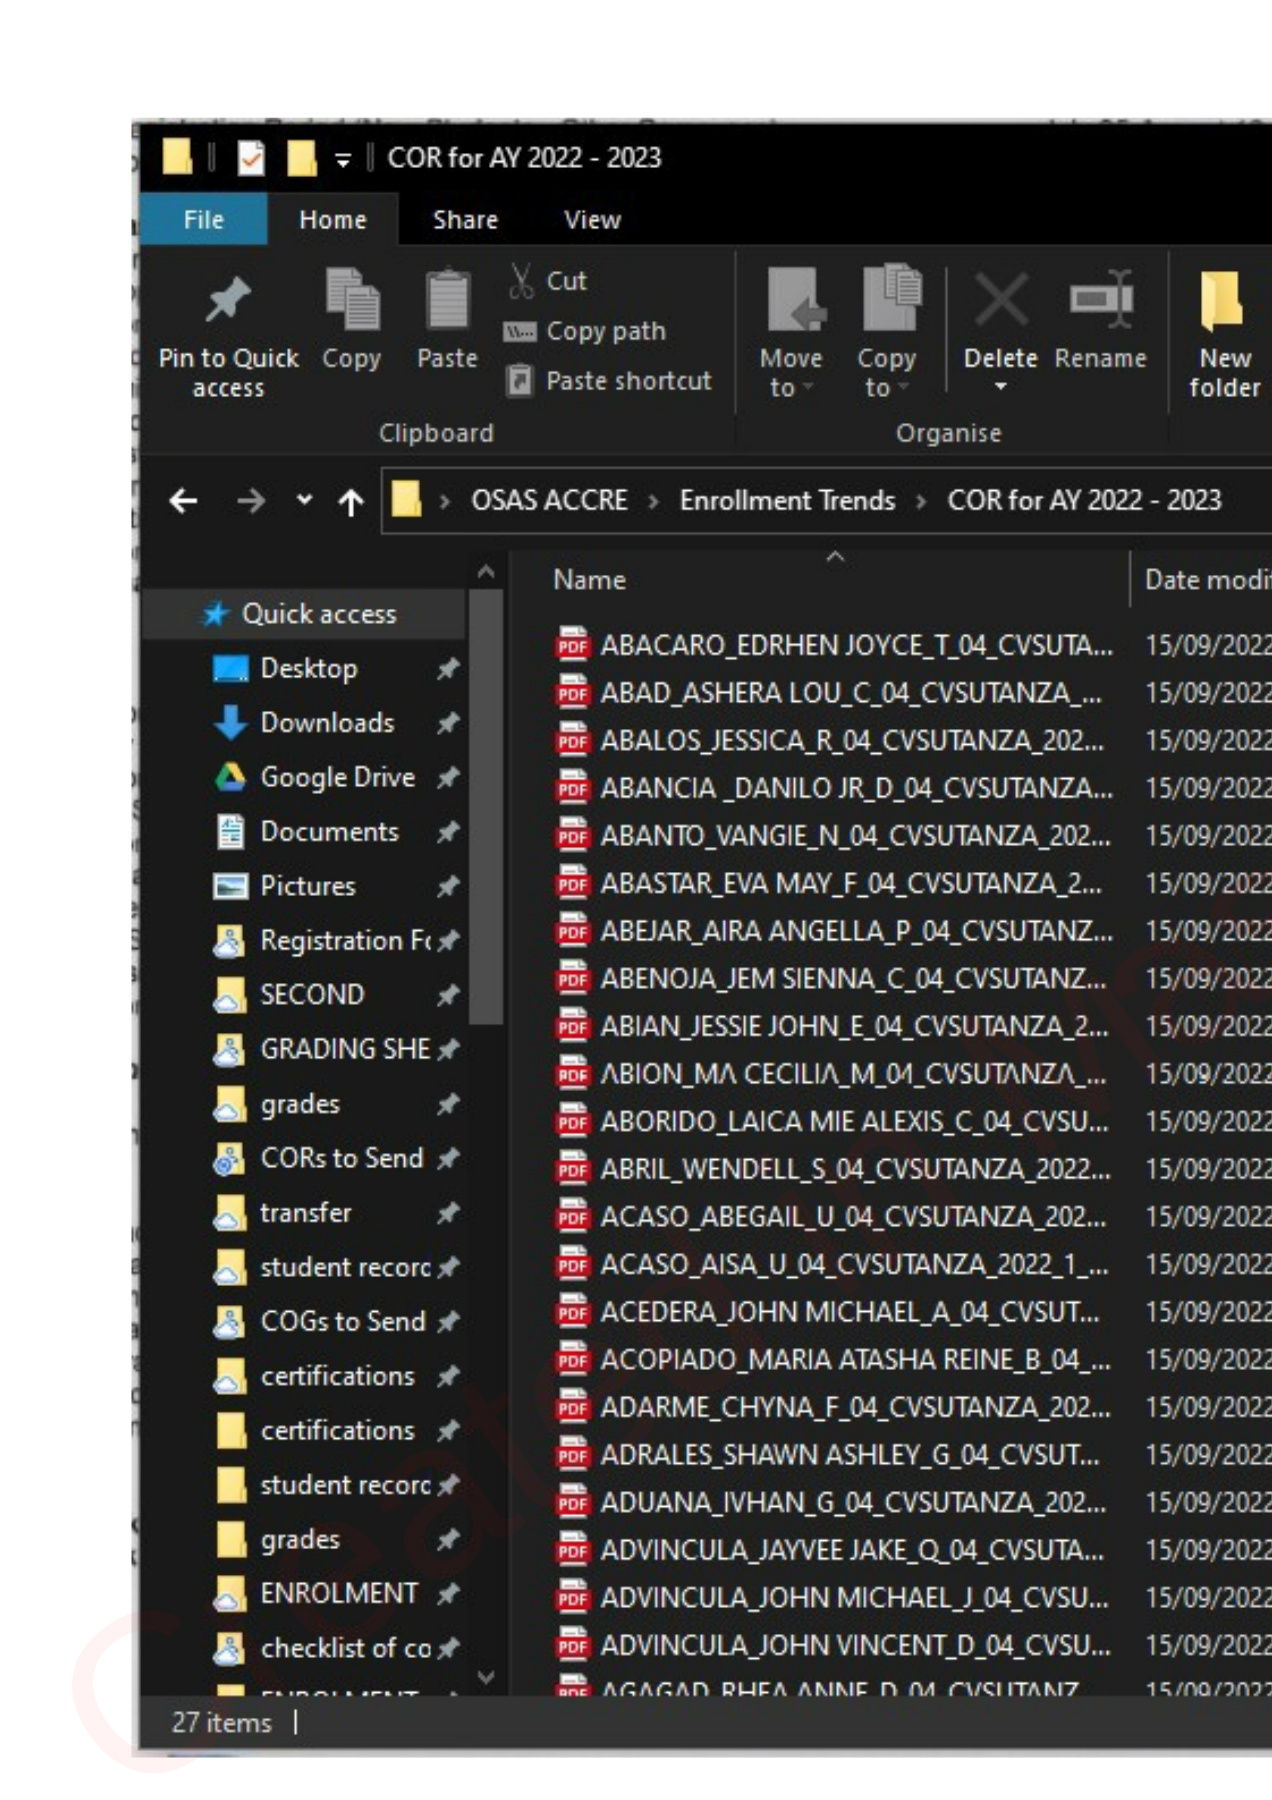 COR for AY 2022 - 2023
File Home Share View
Cut
Copy path
Paste shortcut
Pin to Quick access
Copy
Paste
Move to
Copy to
Delete
Rename
New folder
Clipboard
Organise
OSAS ACCRE > Enrollment Trends > COR for AY 2022 - 2023
Name
Date modif
Quick access
Desktop
Downloads
Google Drive
Documents
Pictures
Registration Fo
SECOND
GRADING SHE
grades
CORs to Send
transfer
student record
COGs to Send
certifications
certifications
student record
grades
ENROLMENT
checklist of co
ENROLMENT
ABACARO_EDRHEN JOYCE_T_04_CVSUTA... 15/09/2022
ABAD_ASHERA LOU_C_04_CVSUTANZA_... 15/09/2022
ABALOS_JESSICA_R_04_CVSUTANZA_202... 15/09/2022
ABANCIA _DANILO JR_D_04_CVSUTANZA... 15/09/2022
ABANTO_VANGIE_N_04_CVSUTANZA_202... 15/09/2022
ABASTAR_EVA MAY_F_04_CVSUTANZA_2... 15/09/2022
ABEJAR_AIRA ANGELLA_P_04_CVSUTANZ... 15/09/2022
ABENOJA_JEM SIENNA_C_04_CVSUTANZ... 15/09/2022
ABIAN_JESSIE JOHN_E_04_CVSUTANZA_2... 15/09/2022
ABION_MA CECILIA_M_04_CVSUTANZA_... 15/09/2022
ABORIDO_LAICA MIE ALEXIS_C_04_CVSU... 15/09/2022
ABRIL_WENDELL_S_04_CVSUTANZA_2022... 15/09/2022
ACASO_ABEGAIL_U_04_CVSUTANZA_202... 15/09/2022
ACASO_AISA_U_04_CVSUTANZA_2022_1_... 15/09/2022
ACEDERA_JOHN MICHAEL_A_04_CVSUT... 15/09/2022
ACOPIADO_MARIA ATASHA REINE_B_04_... 15/09/2022
ADARME_CHYNA_F_04_CVSUTANZA_202... 15/09/2022
ADRALES_SHAWN ASHLEY_G_04_CVSUT... 15/09/2022
ADUANA_IVHAN_G_04_CVSUTANZA_202... 15/09/2022
ADVINCULA_JAYVEE JAKE_Q_04_CVSUTA... 15/09/2022
ADVINCULA_JOHN MICHAEL_J_04_CVSU... 15/09/2022
ADVINCULA_JOHN VINCENT_D_04_CVSU... 15/09/2022
AGAGAD_RHEA ANNE_D_04_CVSUTANZ 15/09/2022
27 items